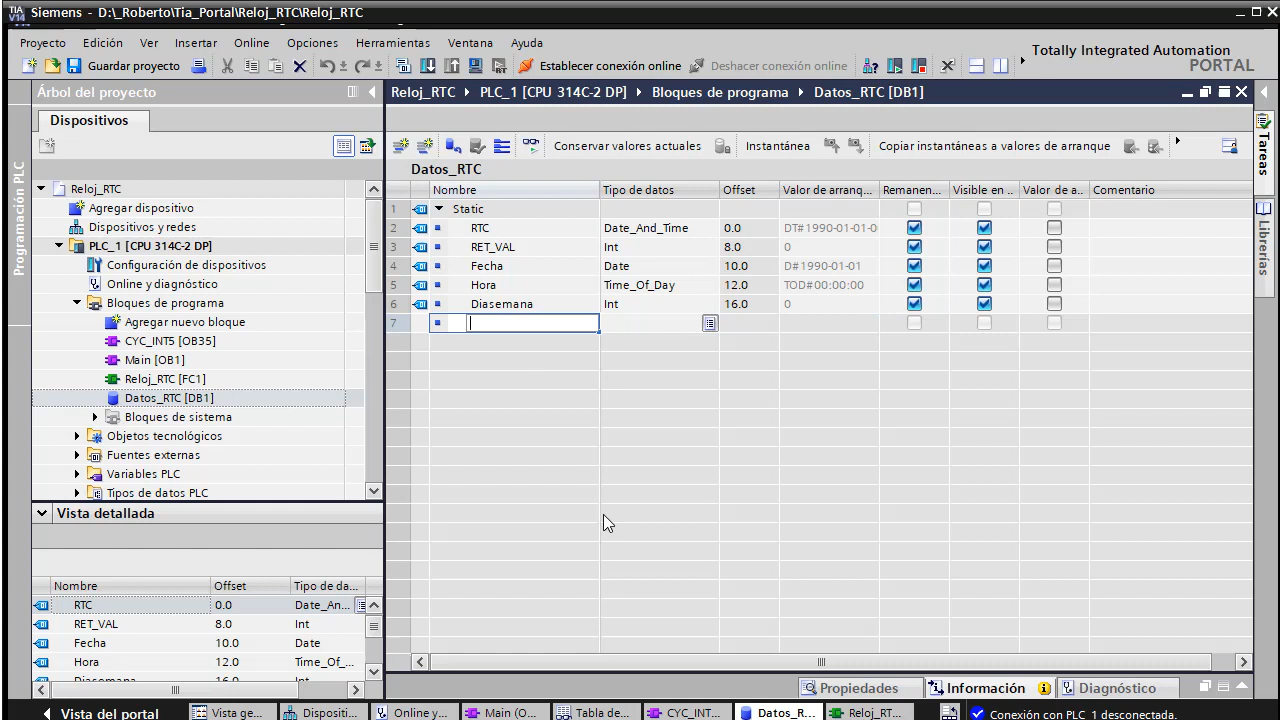 TIA V14 Siemens - D:\_Roberto\Tia_Portal\Reloj_RTC\Reloj_RTC
Proyecto Edición Ver Insertar Online Opciones Herramientas Ventana Ayuda
Totally Integrated Automation
PORTAL
Guardar proyecto Establecer conexión online Deshacer conexión online
Árbol del proyecto
Reloj_RTC PLC_1 [CPU 314C-2 DP] Bloques de programa Datos_RTC [DB1]
Dispositivos
Programación PLC
Tareas
Librerías
Conservar valores actuales Instantánea Copiar instantáneas a valores de arranque
Datos_RTC
Nombre Tipo de datos Offset Valor de arranq... Remanen... Visible en ... Valor de a... Comentario
1 Static
2 RTC Date_And_Time 0.0 DT#1990-01-01-0
3 RET_VAL Int 8.0 0
4 Fecha Date 10.0 D#1990-01-01
5 Hora Time_Of_Day 12.0 TOD#00:00:00
6 Diasemana Int 16.0 0
7
Reloj_RTC
Agregar dispositivo
Dispositivos y redes
PLC_1 [CPU 314C-2 DP]
Configuración de dispositivos
Online y diagnóstico
Bloques de programa
Agregar nuevo bloque
CYC_INT5 [OB35]
Main [OB1]
Reloj_RTC [FC1]
Datos_RTC [DB1]
Bloques de sistema
Objetos tecnológicos
Fuentes externas
Variables PLC
Tipos de datos PLC
Vista detallada
Nombre Offset Tipo de da...
RTC 0.0 Date_An...
RET_VAL 8.0 Int
Fecha 10.0 Date
Hora 12.0 Time_Of_...
Diasemana 16.0 Int
Propiedades Información Diagnóstico
Vista del portal Vista ge... Dispositi... Online y... Main (O... Tabla de... CYC_INT... Datos_R... Reloj_RT... Conexión con PLC_1 desconectada.